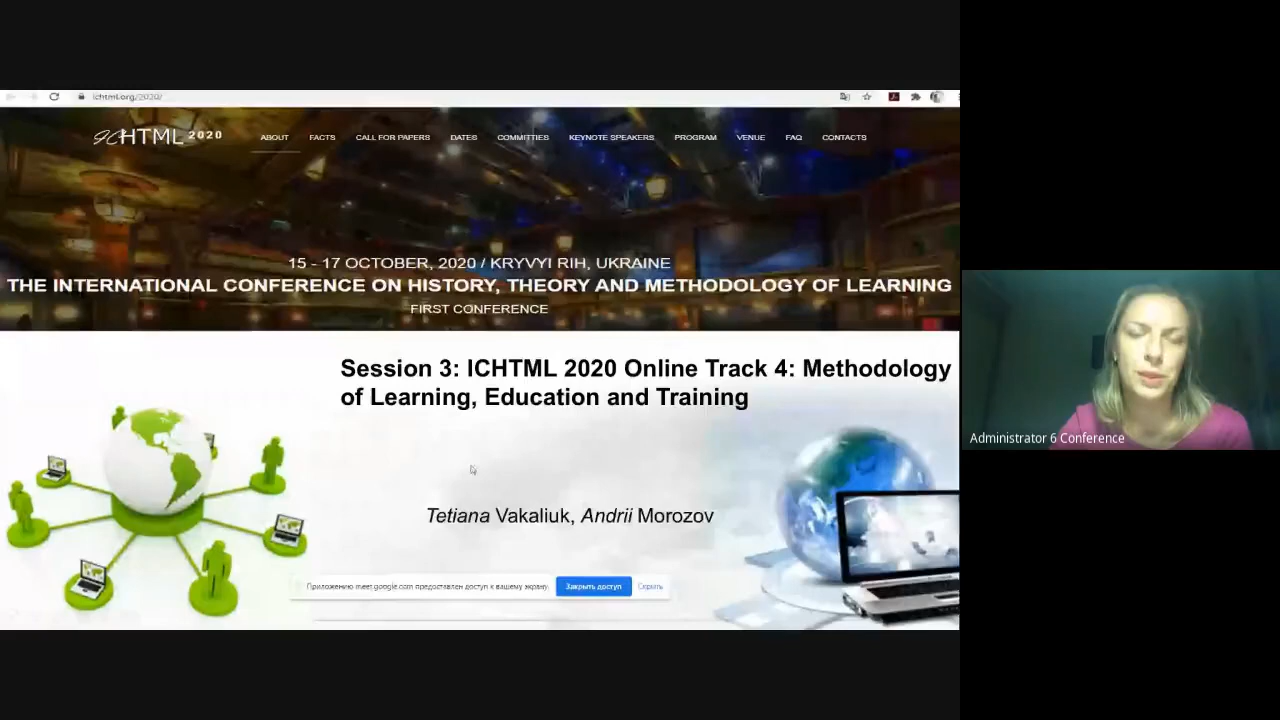 ichtml.org/2020/
icHTML 2020
ABOUT FACTS CALL FOR PAPERS DATES COMMITTIES KEYNOTE SPEAKERS PROGRAM VENUE FAQ CONTACTS
15 - 17 OCTOBER, 2020 / KRYVYI RIH, UKRAINE
THE INTERNATIONAL CONFERENCE ON HISTORY, THEORY AND METHODOLOGY OF LEARNING
FIRST CONFERENCE
Session 3: ICHTML 2020 Online Track 4: Methodology
of Learning, Education and Training
Administrator 6 Conference
Tetiana Vakaliuk, Andrii Morozov
Приложению meet.google.com предоставлен доступ к вашему экрану. Закрыть доступ Скрыть